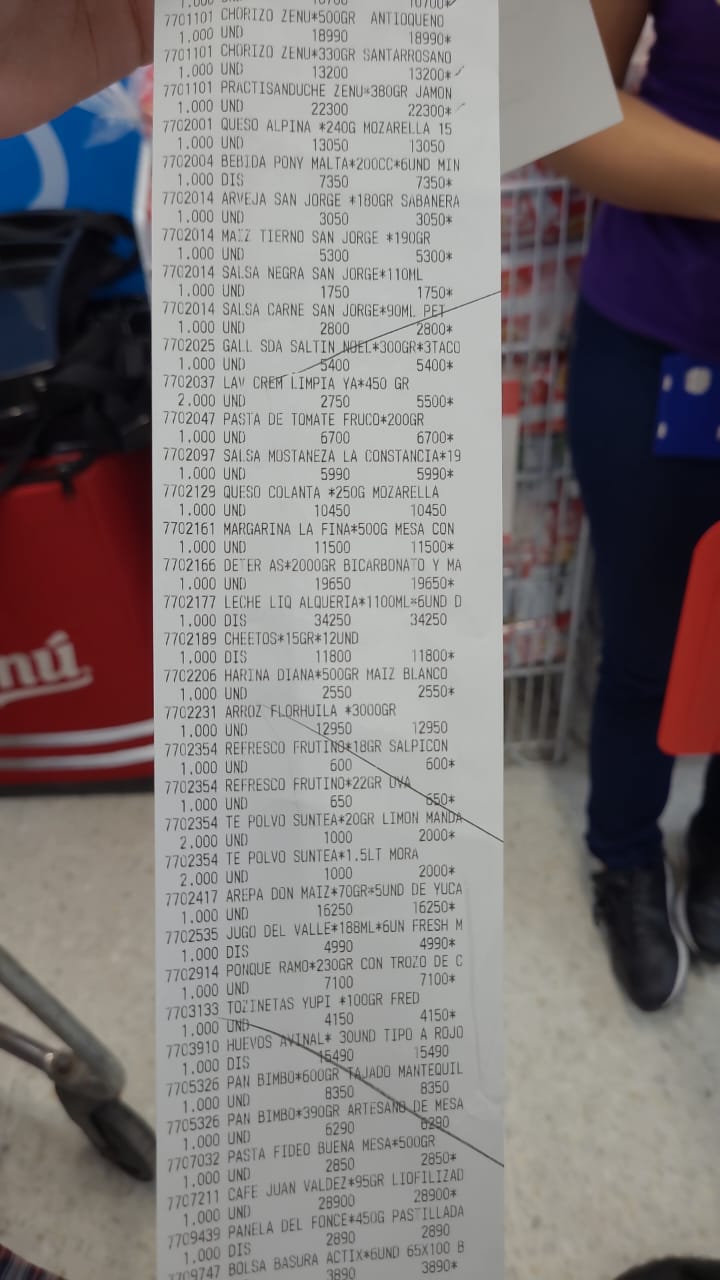 1.000 10700 10700*
7701101 CHORIZO ZENU*500GR ANTIOQUENO
1.000 UND 18990 18990*
7701101 CHORIZO ZENU*330GR SANTARROSANO
1.000 UND 13200 13200*
7701101 PRACTISANDUCHE ZENU*380GR JAMON
1.000 UND 22300 22300*
7702001 QUESO ALPINA *240G MOZARELLA 15
1.000 UND 13050 13050
7702004 BEBIDA PONY MALTA*200CC*6UND MIN
1.000 DIS 7350 7350*
7702014 ARVEJA SAN JORGE *180GR SABANERA
1.000 UND 3050 3050*
7702014 MAIZ TIERNO SAN JORGE *190GR
1.000 UND 5300 5300*
7702014 SALSA NEGRA SAN JORGE*110ML
1.000 UND 1750 1750*
7702014 SALSA CARNE SAN JORGE*90ML PET
1.000 UND 2800 2800*
7702025 GALL SDA SALTIN NOEL*300GR*3TACO
1.000 UND 5400 5400*
7702037 LAV CREM LIMPIA YA*450 GR
2.000 UND 2750 5500*
7702047 PASTA DE TOMATE FRUCO*200GR
1.000 UND 6700 6700*
7702097 SALSA MOSTANEZA LA CONSTANCIA*19
1.000 UND 5990 5990*
7702129 QUESO COLANTA *250G MOZARELLA
1.000 UND 10450 10450
7702161 MARGARINA LA FINA*500G MESA CON
1.000 UND 11500 11500*
7702166 DETER AS*2000GR BICARBONATO Y MA
1.000 UND 19650 19650*
7702177 LECHE LIQ ALQUERIA*1100ML*6UND D
1.000 DIS 34250 34250
7702189 CHEETOS*15GR*12UND
1.000 DIS 11800 11800*
7702206 HARINA DIANA*500GR MAIZ BLANCO
1.000 UND 2550 2550*
7702231 ARROZ FLORHUILA *3000GR
1.000 UND 12950 12950
7702354 REFRESCO FRUTINO*18GR SALPICON
1.000 UND 600 600*
7702354 REFRESCO FRUTINO*22GR UVA
1.000 UND 650 650*
7702354 TE POLVO SUNTEA*20GR LIMON MANDA
2.000 UND 1000 2000*
7702354 TE POLVO SUNTEA*1.5LT MORA
2.000 UND 1000 2000*
7702417 AREPA DON MAIZ*70GR*5UND DE YUCA
1.000 UND 16250 16250*
7702535 JUGO DEL VALLE*188ML*6UN FRESH M
1.000 DIS 4990 4990*
7702914 PONQUE RAMO*230GR CON TROZO DE C
1.000 UND 7100 7100*
7703133 TOZINETAS YUPI *100GR FRED
1.000 UND 4150 4150*
7703910 HUEVOS AVINAL* 30UND TIPO A ROJO
1.000 DIS 15490 15490
7705326 PAN BIMBO*600GR TAJADO MANTEQUIL
1.000 UND 8350 8350
7705326 PAN BIMBO*390GR ARTESANO DE MESA
1.000 UND 6290 6290
7707032 PASTA FIDEO BUENA MESA*500GR
1.000 UND 2850 2850*
7707211 CAFE JUAN VALDEZ*95GR LIOFILIZAD
1.000 UND 28900 28900*
7709439 PANELA DEL FONCE*450G PASTILLADA
1.000 DIS 2890 2890
7709747 BOLSA BASURA ACTIX*6UND 65X100 B
3890 3890*
nú